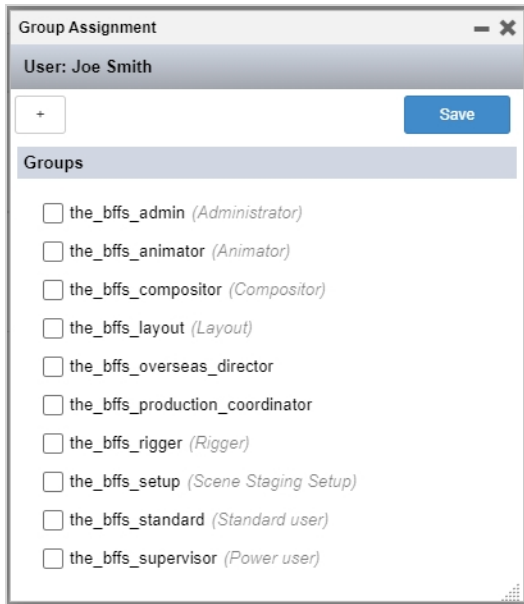 Group Assignment
User: Joe Smith
+
Save
Groups
the_bffs_admin (Administrator)
the_bffs_animator (Animator)
the_bffs_compositor (Compositor)
the_bffs_layout (Layout)
the_bffs_overseas_director
the_bffs_production_coordinator
the_bffs_rigger (Rigger)
the_bffs_setup (Scene Staging Setup)
the_bffs_standard (Standard user)
the_bffs_supervisor (Power user)